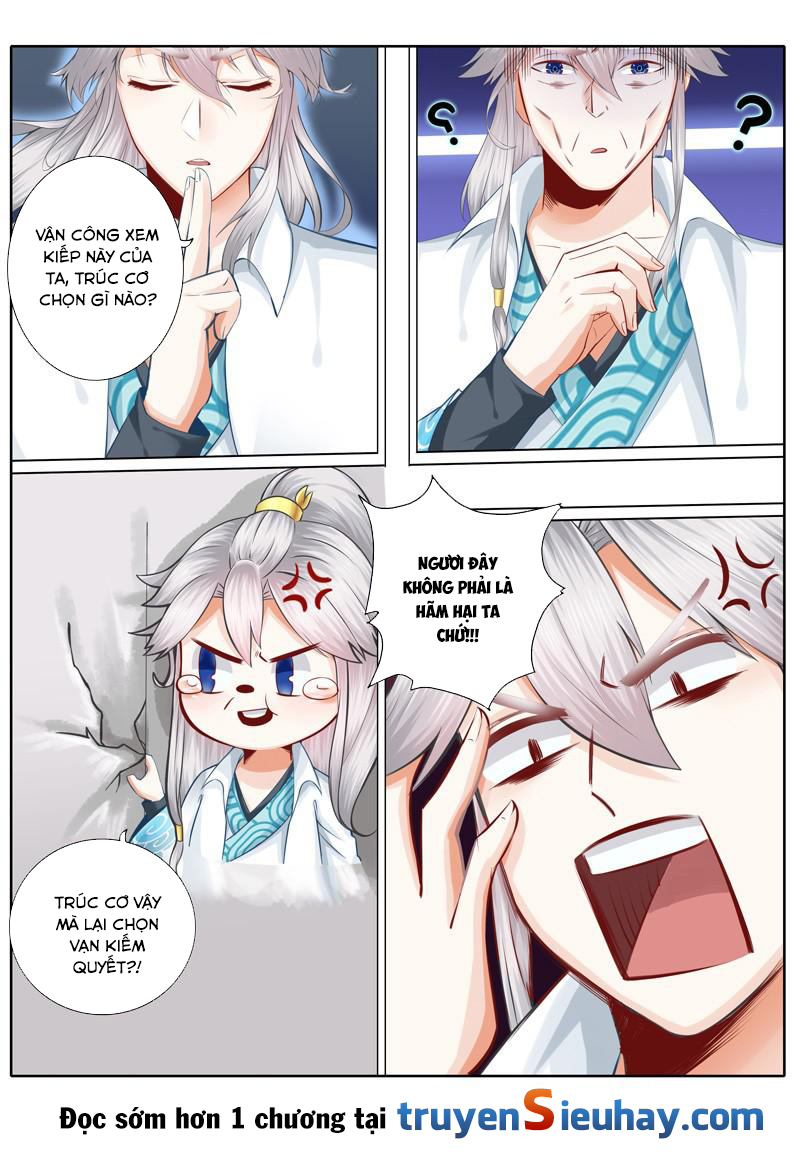 VẬN CÔNG XEM
KIẾP NÀY CỦA
TA, TRÚC CƠ
CHỌN GÌ NÀO?
?
?
NGƯƠI ĐÂY
KHÔNG PHẢI LÀ
HÃM HẠI TA
CHỨ!!!
TRÚC CƠ VẬY
MÀ LẠI CHỌN
VẠN KIẾM
QUYẾT?!
Đọc sớm hơn 1 chương tại truyenSieuhay.com